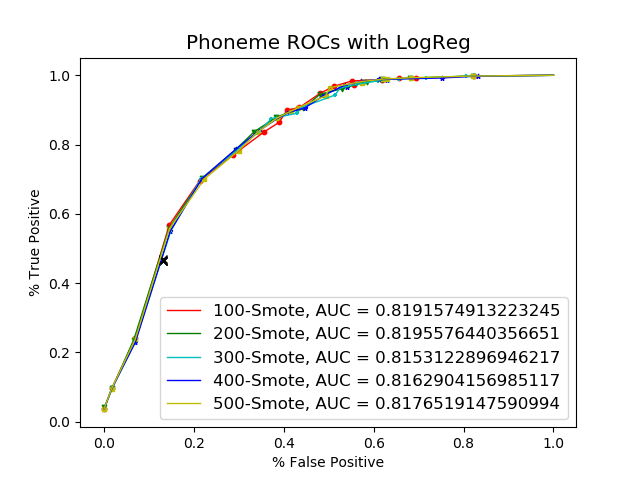 Phoneme ROCs with LogReg
1.0
0.8
0.6
0.4
0.2
0.0
% True Positive
100-Smote, AUC = 0.8191574913223245
200-Smote, AUC = 0.8195576440356651
300-Smote, AUC = 0.8153122896946217
400-Smote, AUC = 0.8162904156985117
500-Smote, AUC = 0.8176519147590994
0.0 0.2 0.4 0.6 0.8 1.0
% False Positive